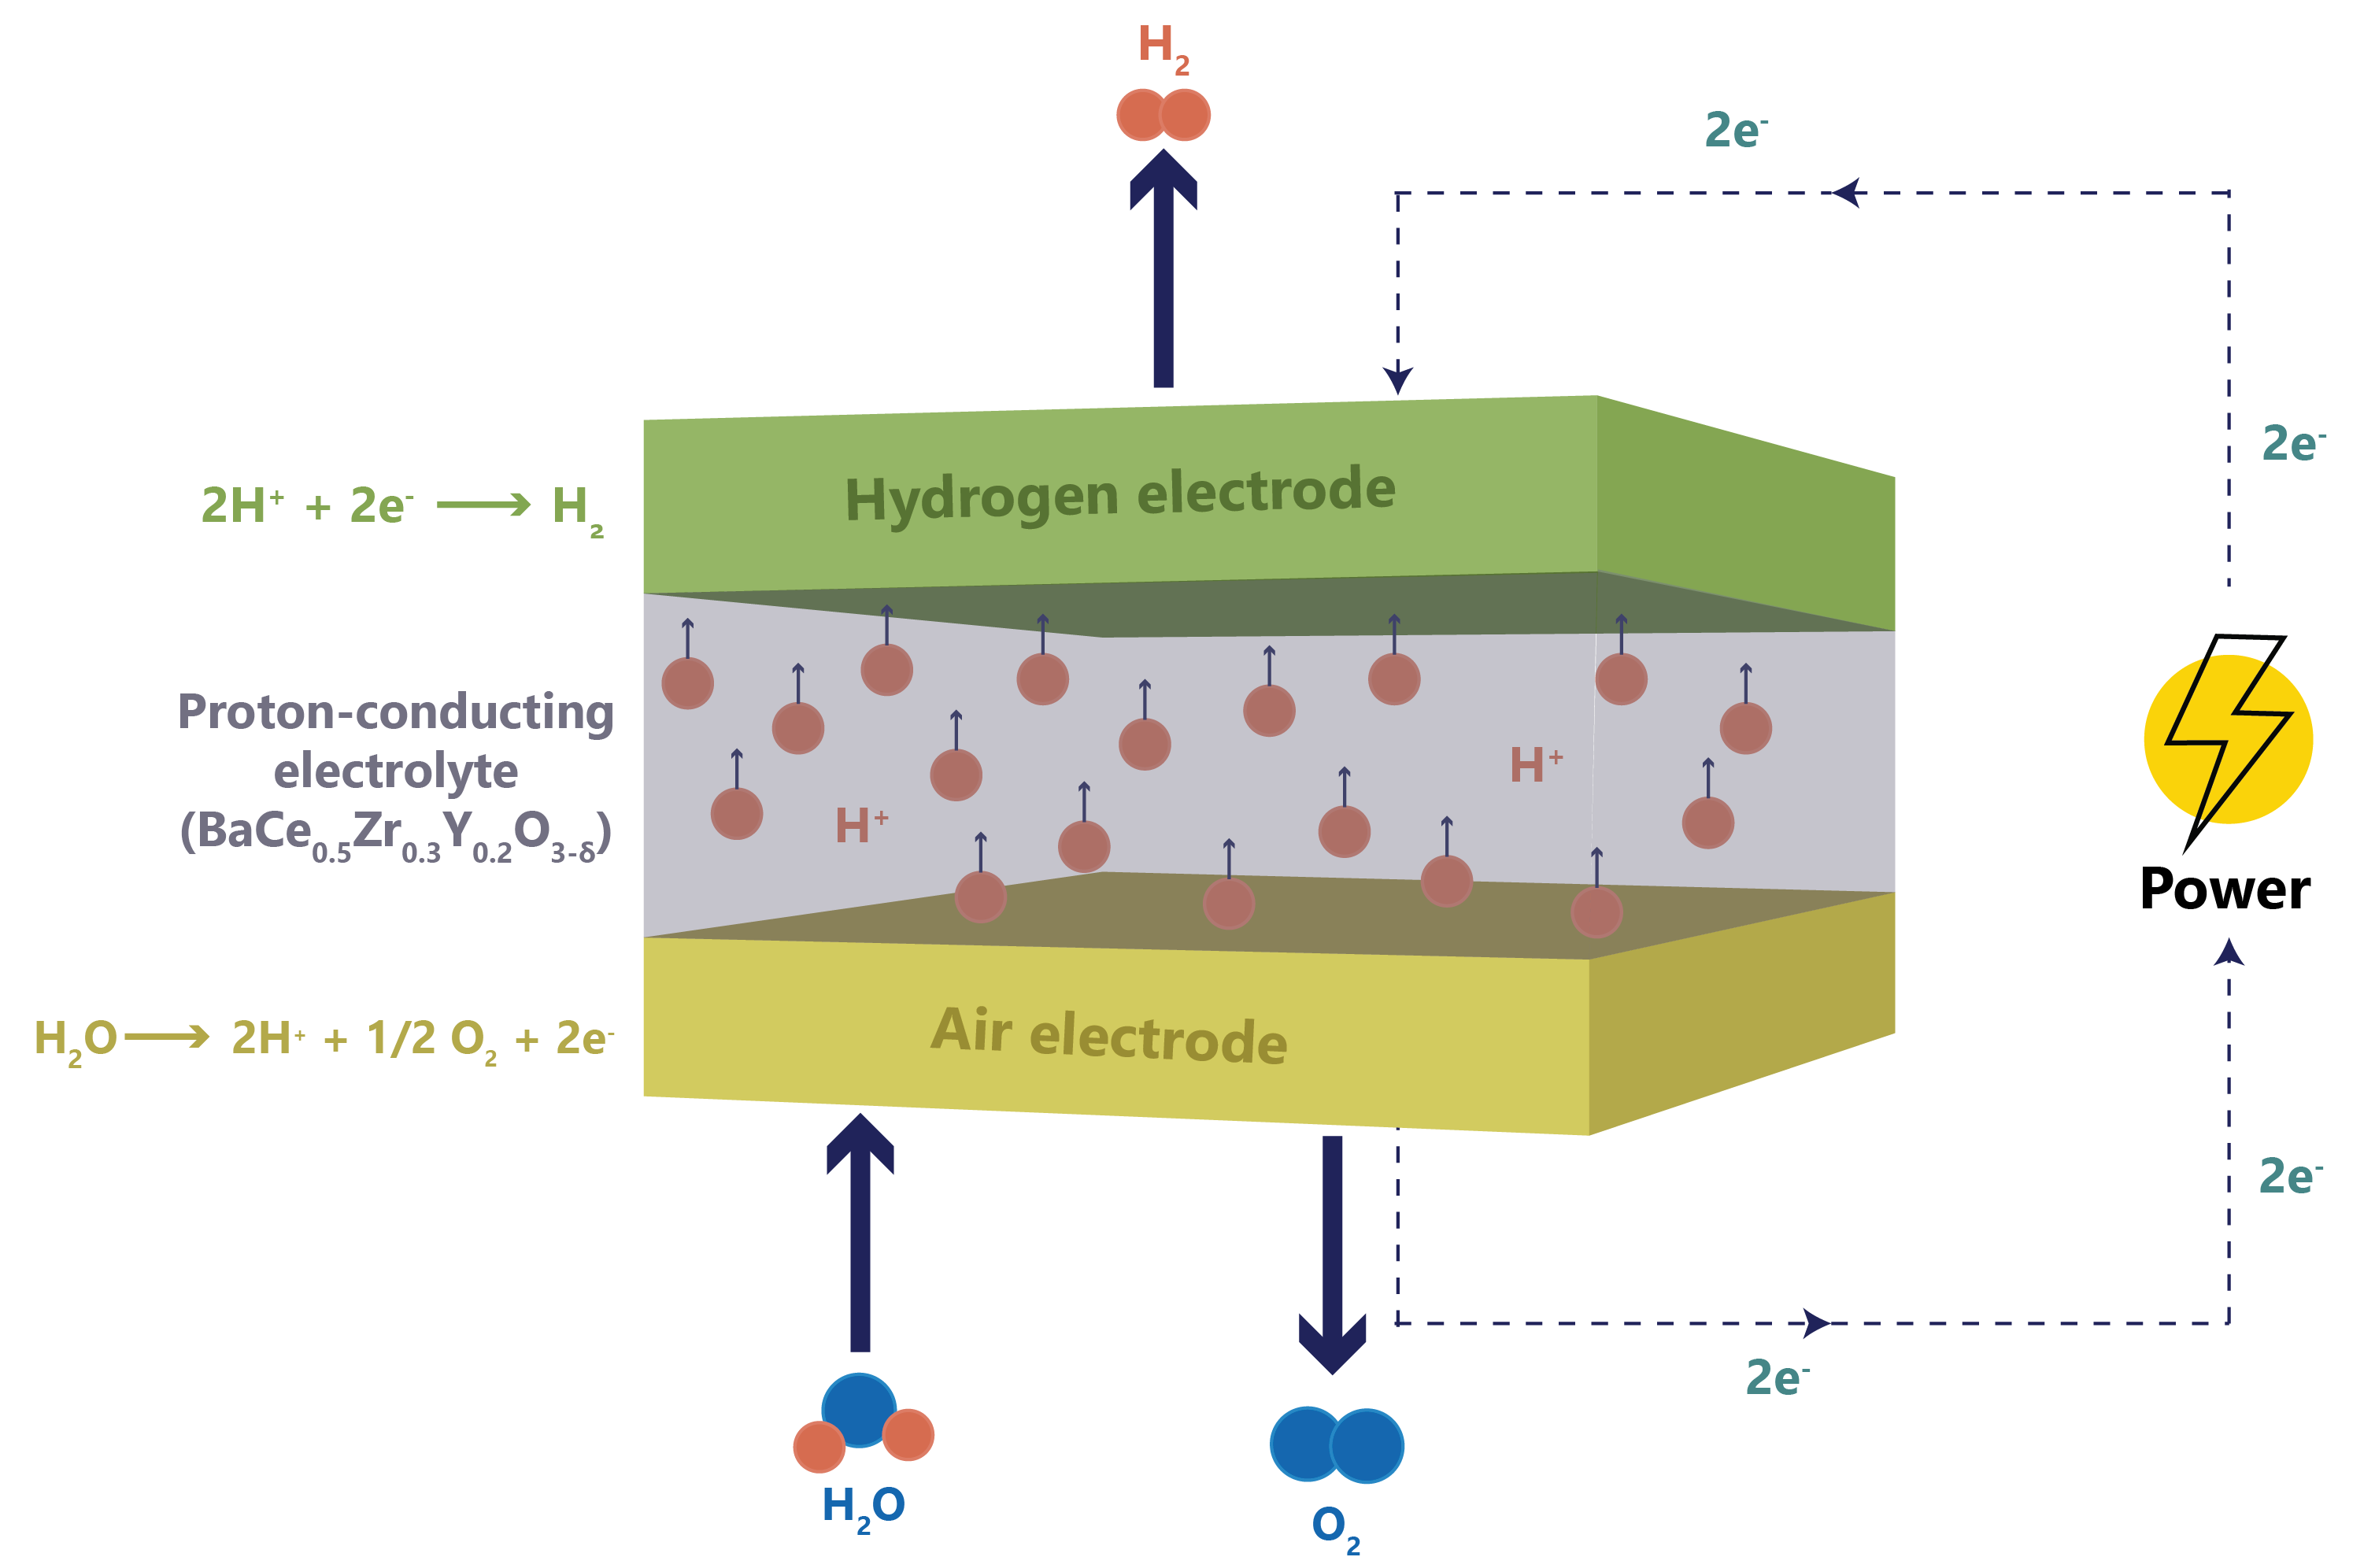 H₂
2e⁻
2e⁻
Hydrogen electrode
2H⁺ + 2e⁻ ⟶ H₂
Proton-conducting
electrolyte
(BaCe₀.₅Zr₀.₃Y₀.₂O₃₋δ)
H⁺
H⁺
Power
H₂O ⟶ 2H⁺ + 1/2 O₂ + 2e⁻
Air electrode
2e⁻
2e⁻
H₂O
O₂